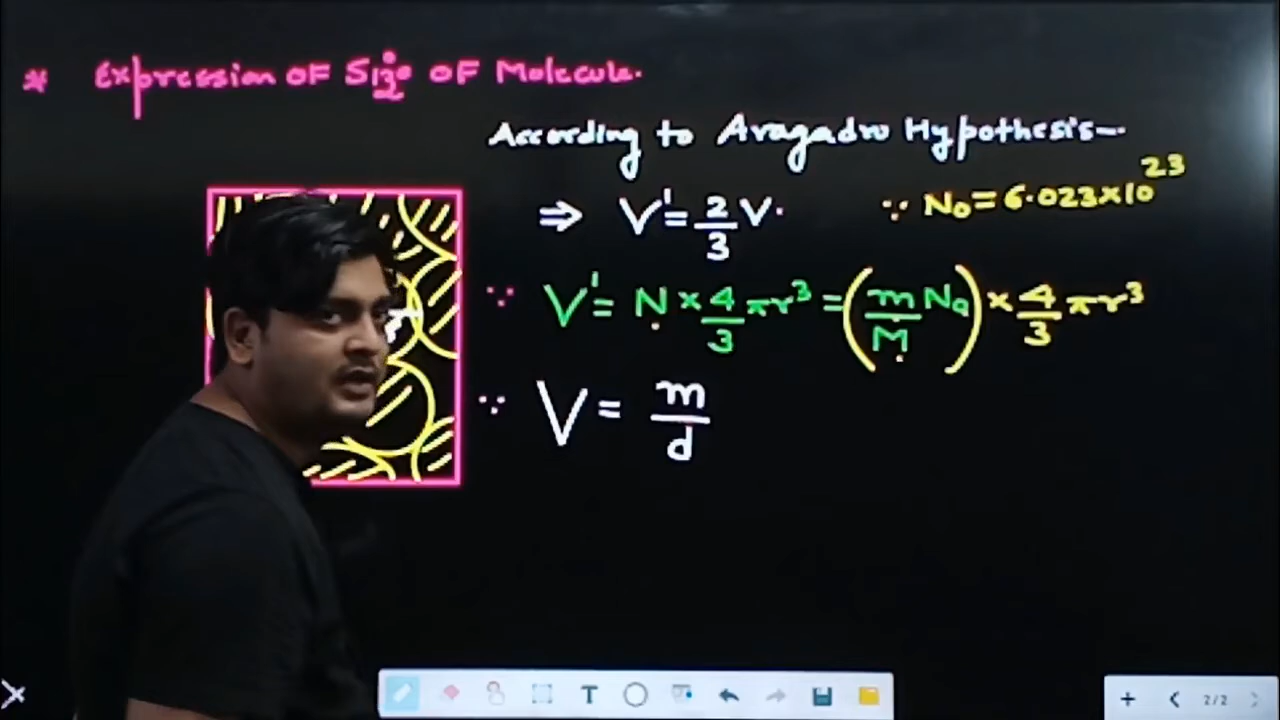 * Expression OF Size OF Molecule.
According to Avagadro Hypothesis—
⇒ V' = 2/3 V.
∵ N₀ = 6.023×10²³
∵ V' = N × 4/3 πr³ = (m/M Nₐ) × 4/3 πr³
∵ V = m/d
T
2/2